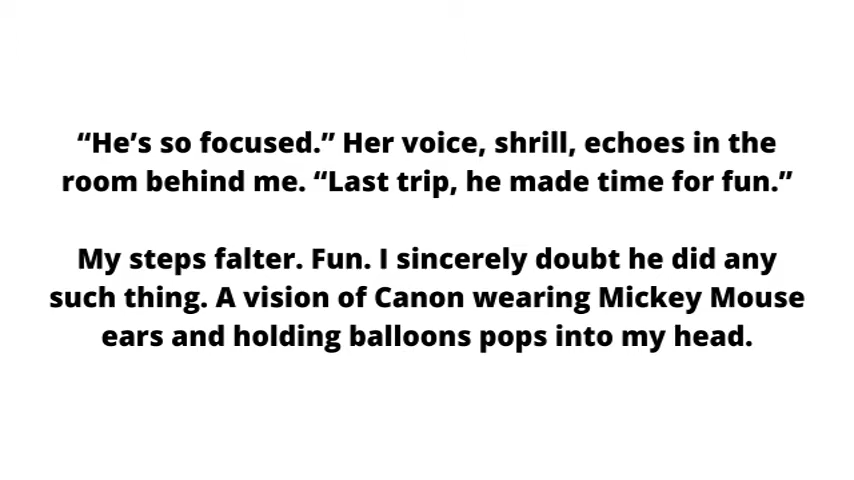 “He’s so focused.” Her voice, shrill, echoes in the
room behind me. “Last trip, he made time for fun.”
My steps falter. Fun. I sincerely doubt he did any
such thing. A vision of Canon wearing Mickey Mouse
ears and holding balloons pops into my head.